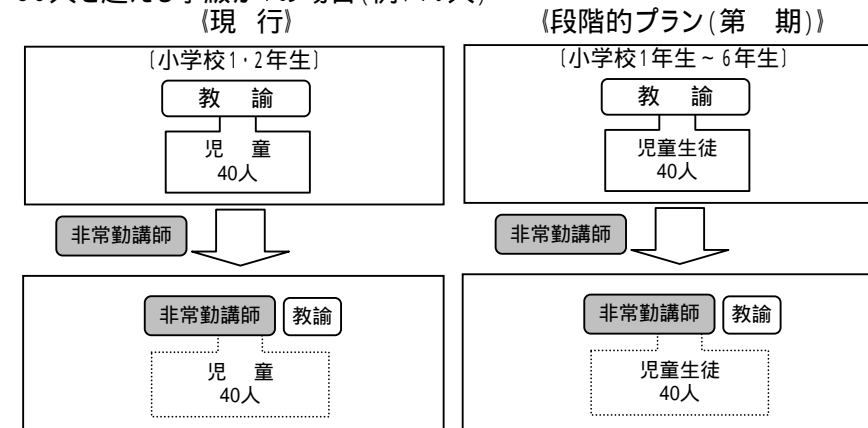 《現　行》
《段階的プラン(第　期)》
〔小学校1・2年生〕
教　諭
児　童
40人
非常勤講師
非常勤講師
教諭
児　童
40人
〔小学校1年生～6年生〕
教　諭
児童生徒
40人
非常勤講師
非常勤講師
教諭
児童生徒
40人